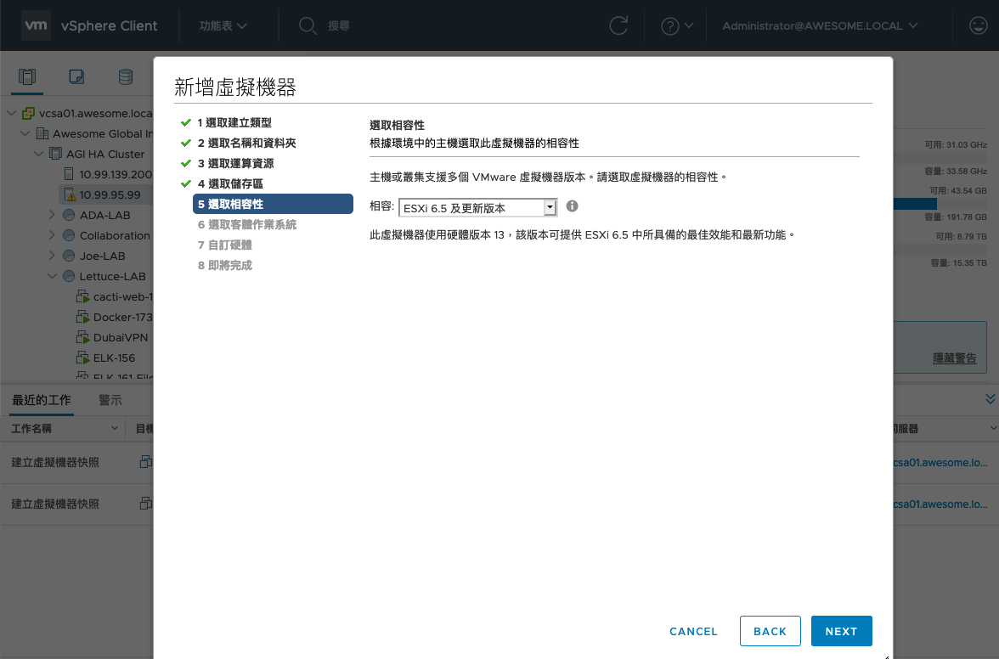 vm vSphere Client 功能表 搜尋 Administrator@AWESOME.LOCAL
vcsa01.awesome.loca
Awesome Global In
AGI HA Cluster
10.99.139.200
10.99.95.99
ADA-LAB
Collaboration
Joe-LAB
Lettuce-LAB
cacti-web-1
Docker-173
DubaiVPN
ELK-156
ELK-161-File
新增虛擬機器
1 選取建立類型
2 選取名稱和資料夾
3 選取運算資源
4 選取儲存區
5 選取相容性
6 選取客體作業系統
7 自訂硬體
8 即將完成
選取相容性
根據環境中的主機選取此虛擬機器的相容性
主機或叢集支援多個 VMware 虛擬機器版本。請選取虛擬機器的相容性。
相容: ESXi 6.5 及更新版本
此虛擬機器使用硬體版本 13，該版本可提供 ESXi 6.5 中所具備的最佳效能和最新功能。
CANCEL BACK NEXT
可用: 31.03 GHz
容量: 33.58 GHz
可用: 43.54 GB
容量: 191.78 GB
可用: 8.79 TB
容量: 15.35 TB
隱藏警告
最近的工作 警示
工作名稱 目標 伺服器
建立虛擬機器快照 csa01.awesome.lo...
建立虛擬機器快照 csa01.awesome.lo...